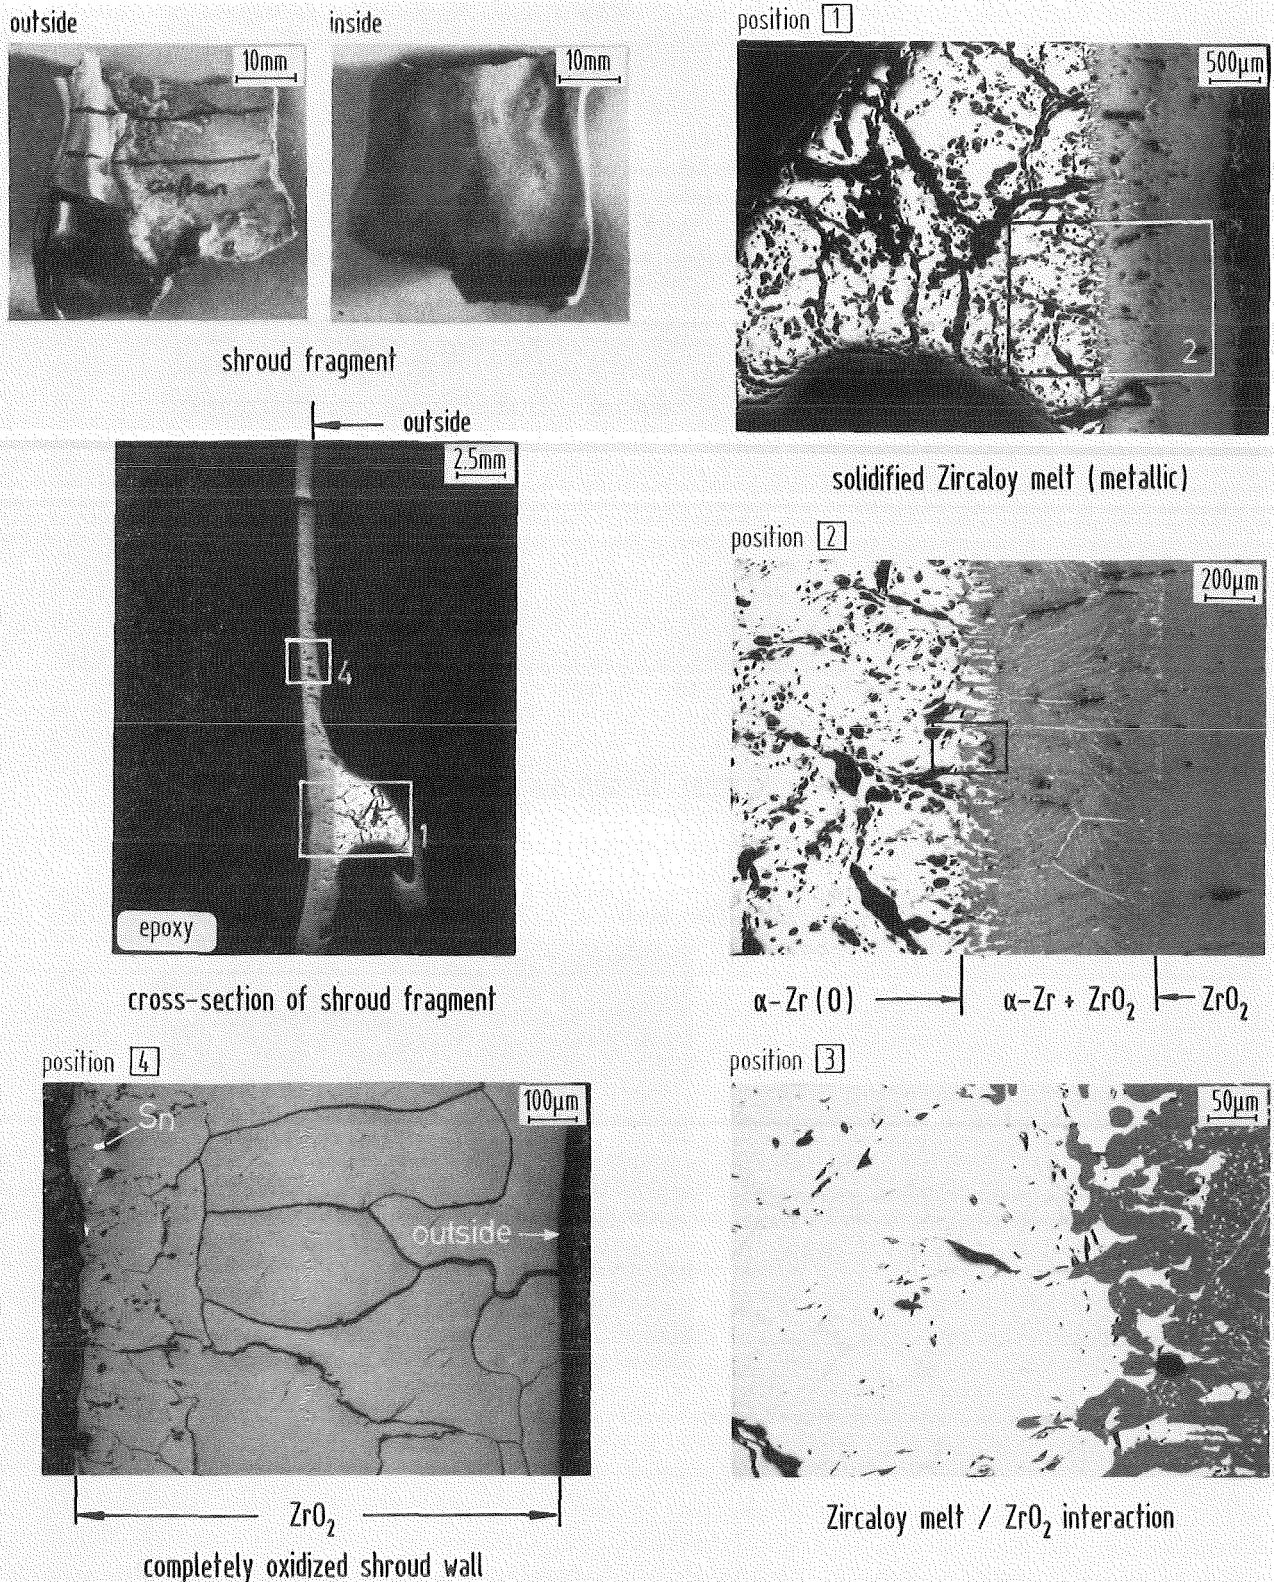 outside
inside
10mm
10mm
außen
shroud fragment
outside
2.5mm
4
1
epoxy
cross-section of shroud fragment
position 4
100µm
Sn
outside
ZrO₂
completely oxidized shroud wall
position 1
500µm
2
solidified Zircaloy melt (metallic)
position 2
200µm
3
α-Zr (O)
α-Zr + ZrO₂
ZrO₂
position 3
50µm
Zircaloy melt / ZrO₂ interaction